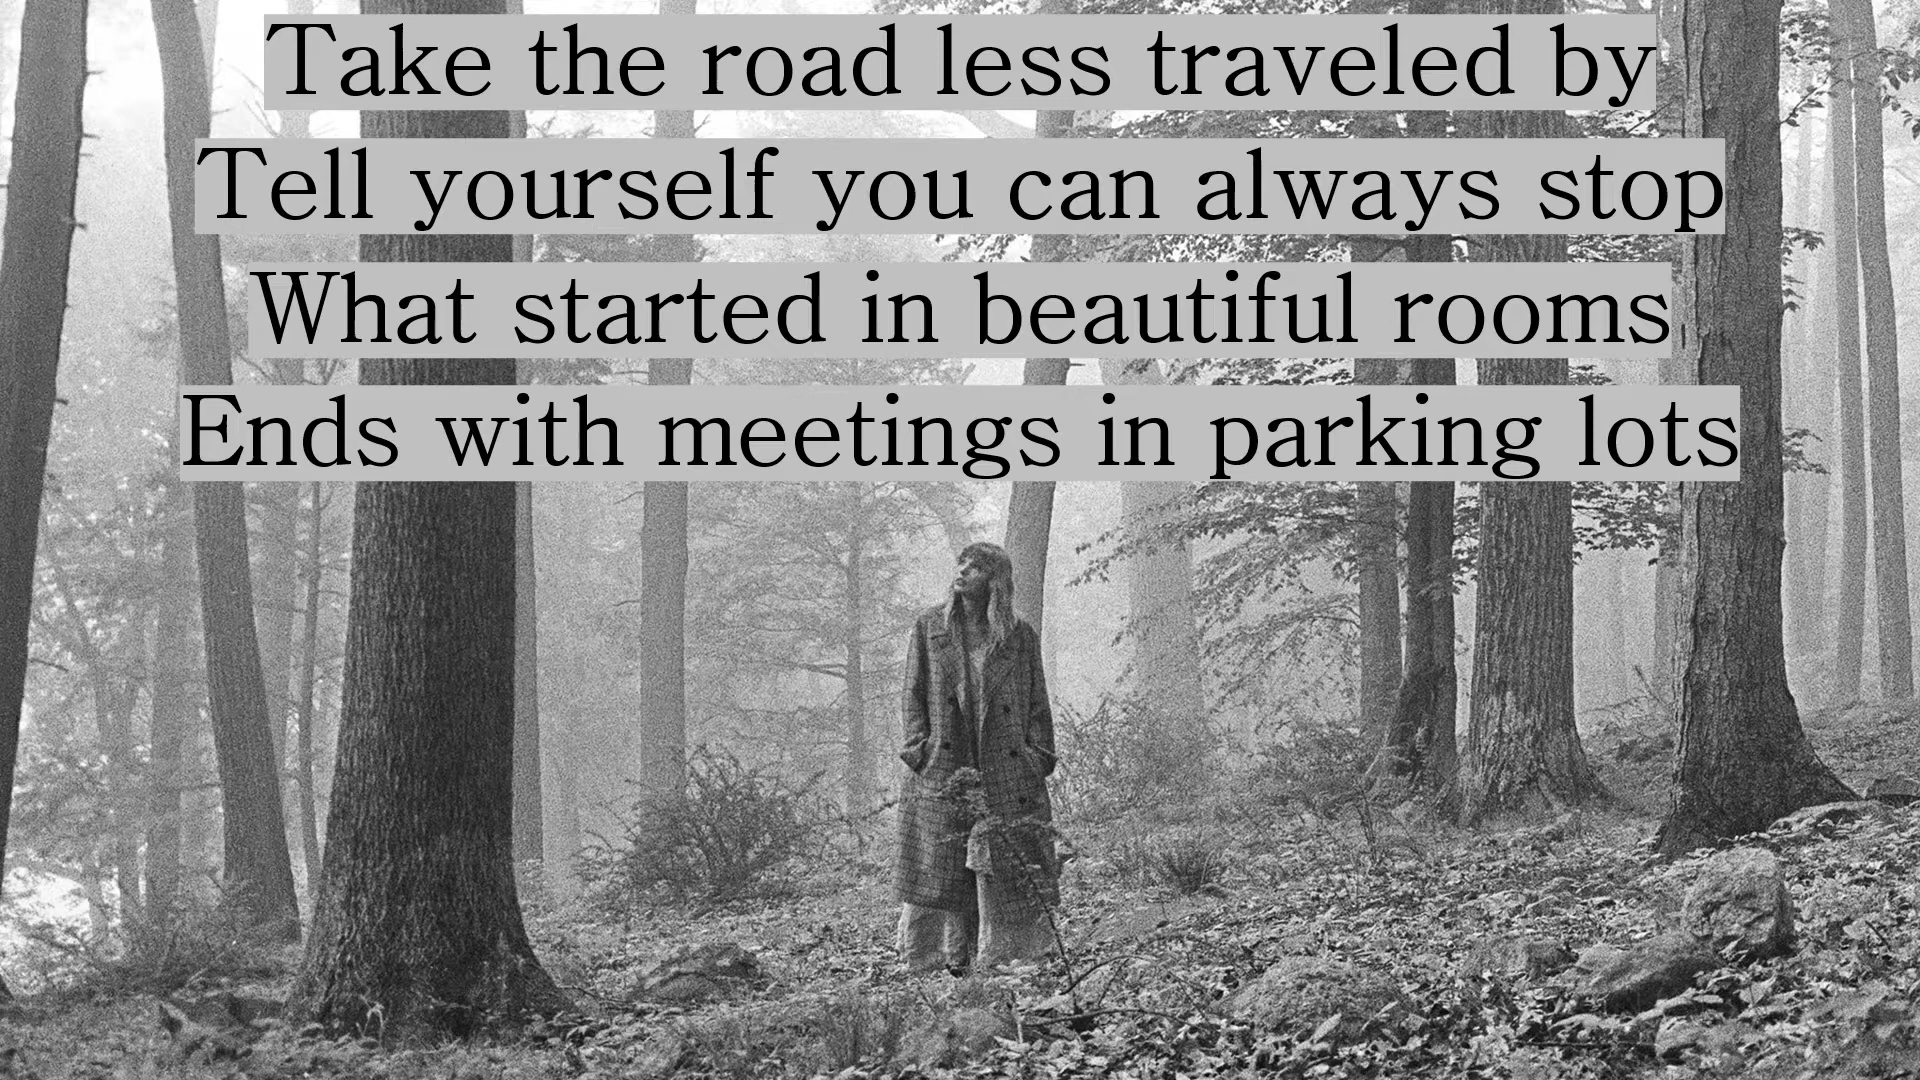 Take the road less traveled by
Tell yourself you can always stop
What started in beautiful rooms
Ends with meetings in parking lots